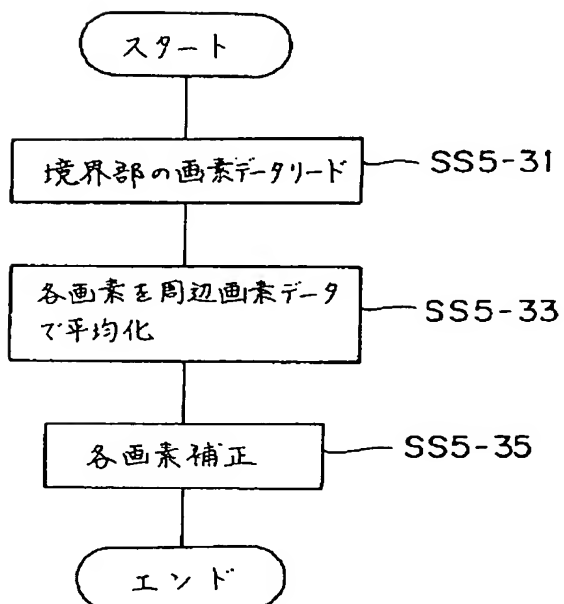 スタート
境界部の画素データリード
SS5-31
各画素を周辺画素データ
で平均化
SS5-33
各画素補正
SS5-35
エンド